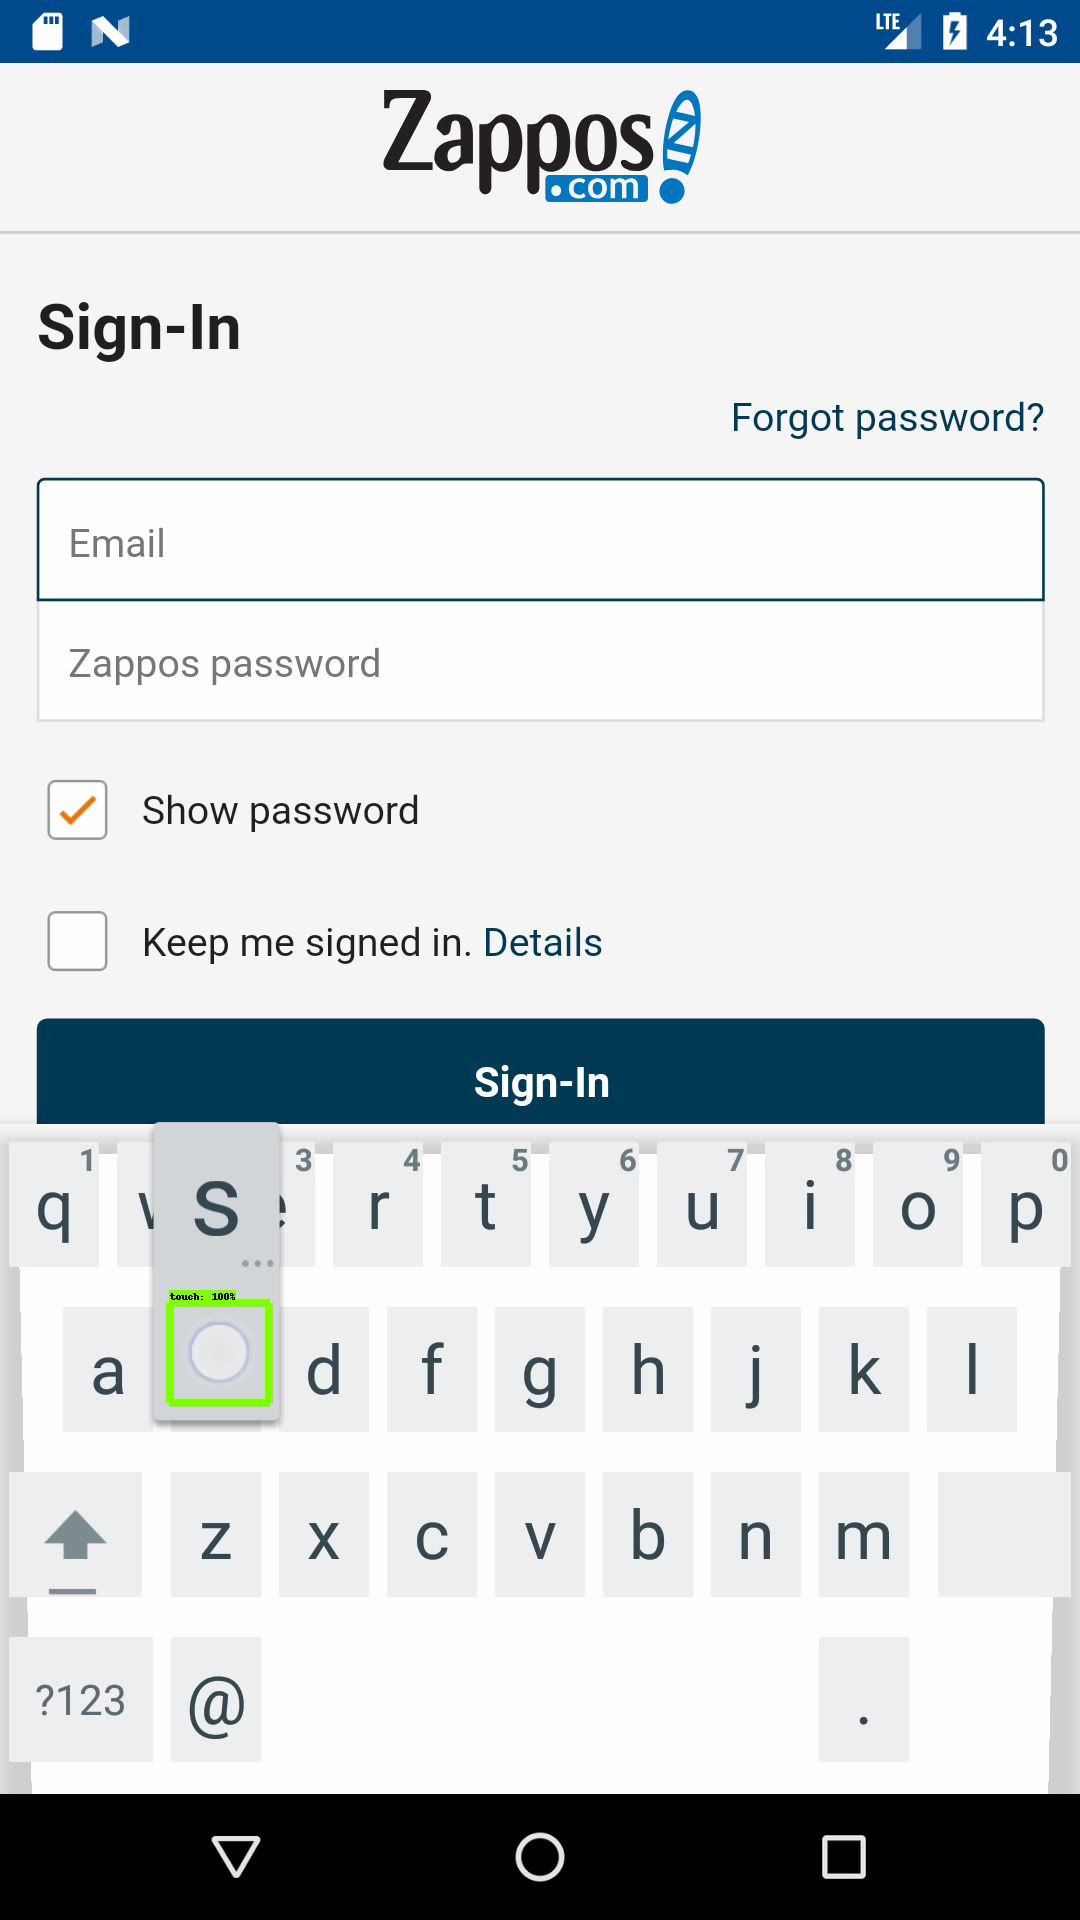 LTE 4:13
Zappos
.com
Sign-In
Forgot password?
Email
Zappos password
Show password
Keep me signed in. Details
Sign-In
q 1 w e 3 r 4 t 5 y 6 u 7 i 8 o 9 p 0
s
...
touch: 100%
a d f g h j k l
z x c v b n m
?123 @ .